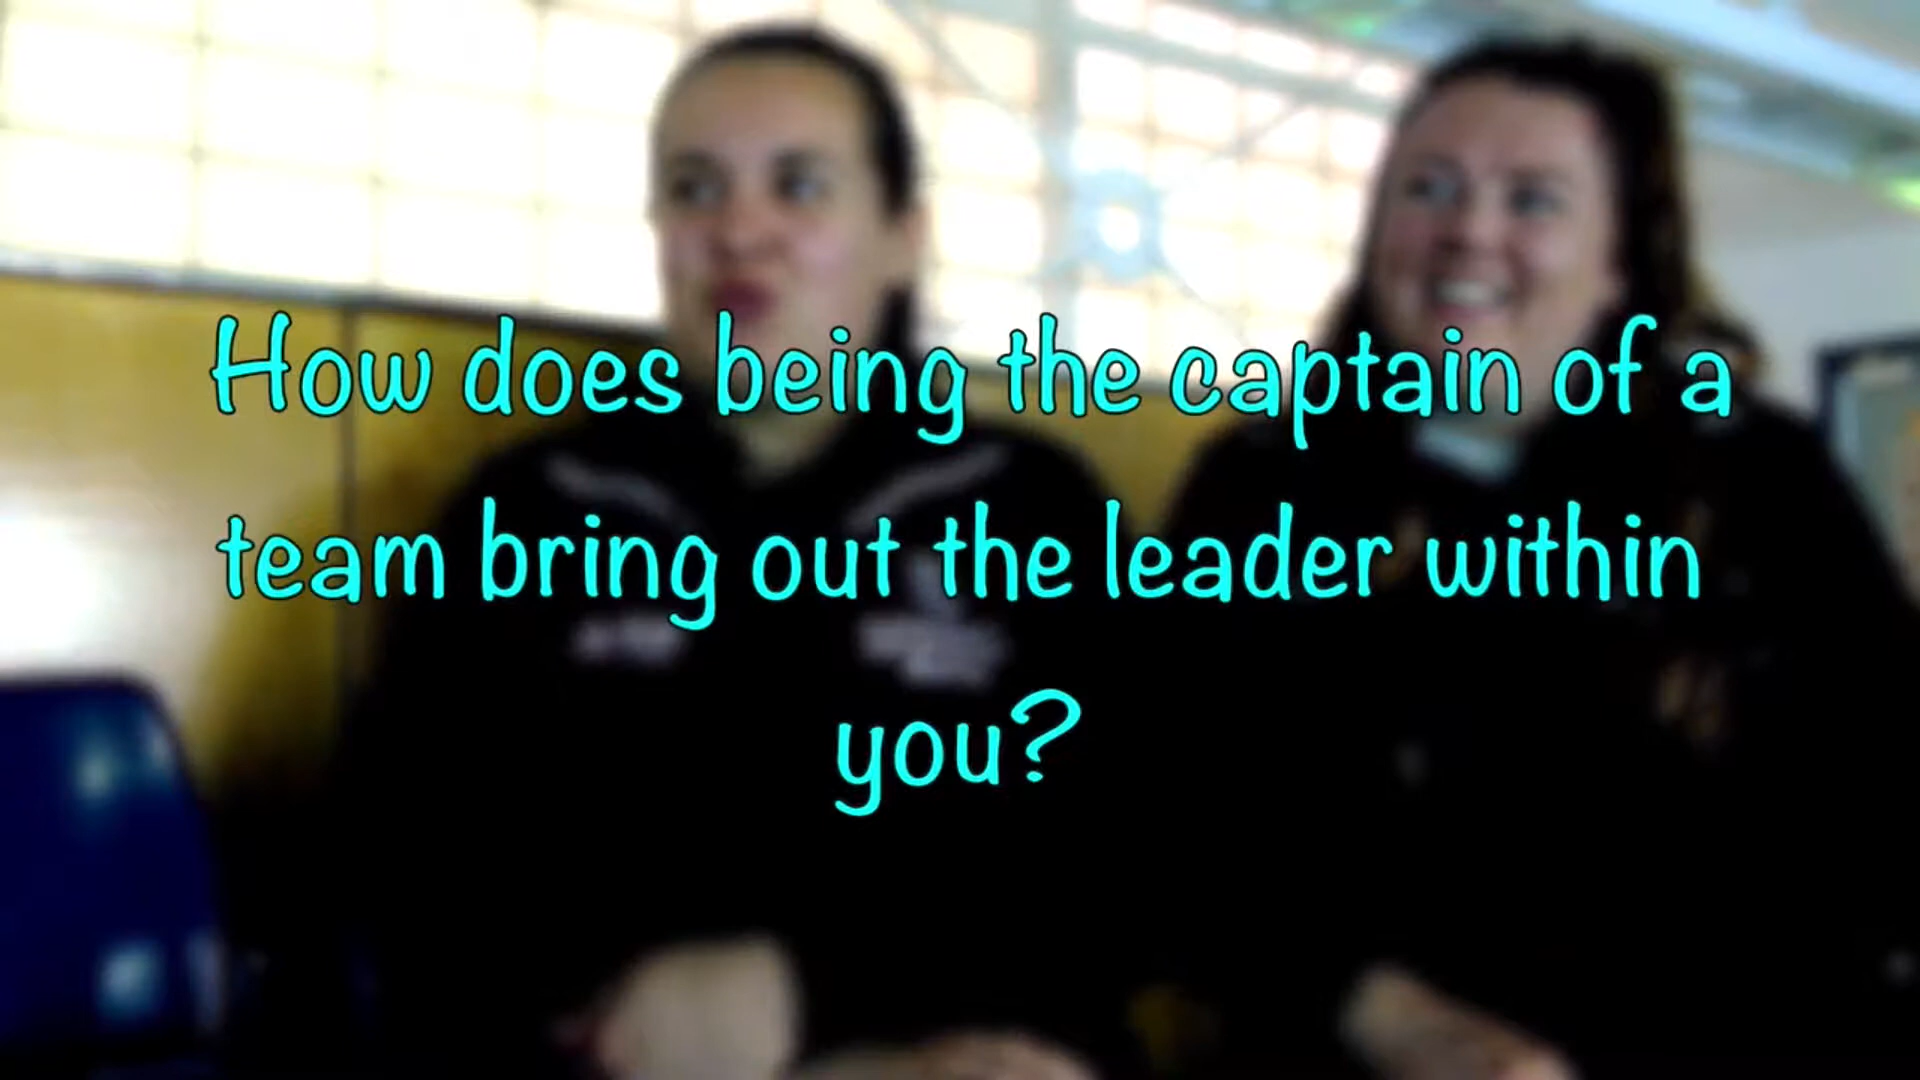 How does being the captain of a
team bring out the leader within
you?